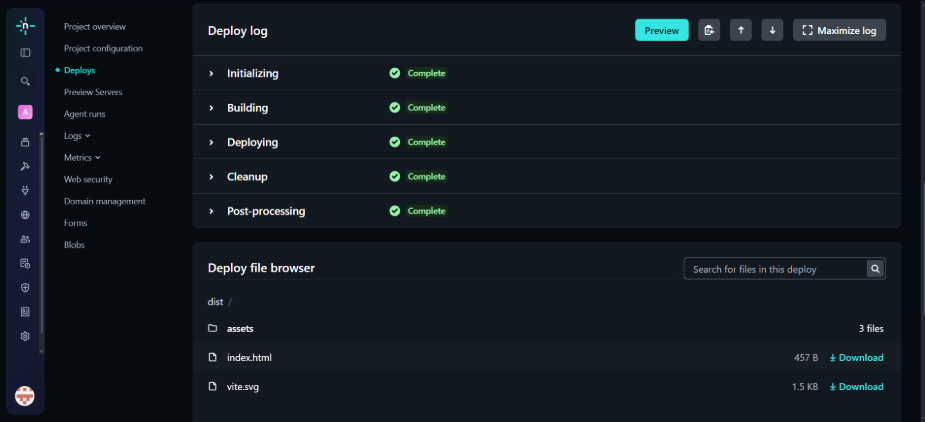 Project overview
Project configuration
Deploys
Preview Servers
Agent runs
Logs
Metrics
Web security
Domain management
Forms
Blobs
n
A
Deploy log
Preview
Maximize log
Initializing Complete
Building Complete
Deploying Complete
Cleanup Complete
Post-processing Complete
Deploy file browser
Search for files in this deploy
dist /
assets 3 files
index.html 457 B Download
vite.svg 1.5 KB Download